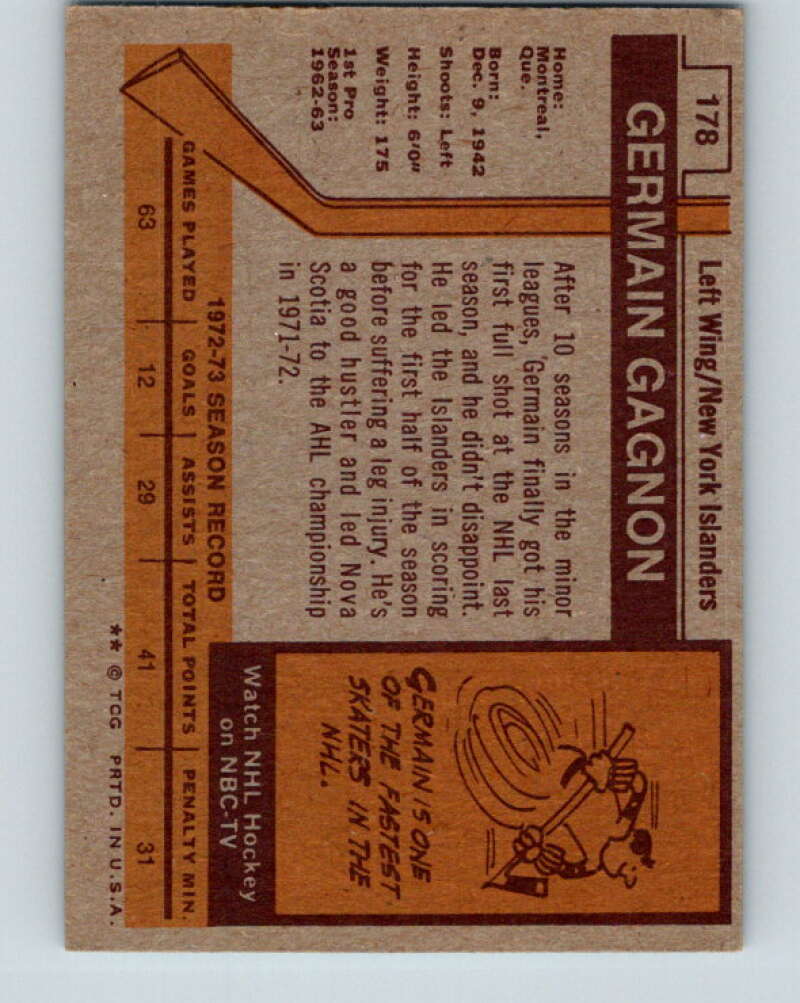 178
Left Wing/New York Islanders
GERMAIN GAGNON
Home:
Montreal,
Que.
Born:
Dec. 9, 1942
Shoots: Left
Height: 6'0"
Weight: 175
1st Pro
Season:
1962-63
After 10 seasons in the minor
leagues, Germain finally got his
first full shot at the NHL last
season, and he didn't disappoint.
He led the Islanders in scoring
for the first half of the season
before suffering a leg injury. He's
a good hustler and led Nova
Scotia to the AHL championship
in 1971-72.
GERMAIN IS ONE
OF THE FASTEST
SKATERS IN THE
NHL.
Watch NHL Hockey
on NBC-TV
1972-73 SEASON RECORD
GAMES PLAYED GOALS ASSISTS TOTAL POINTS PENALTY MIN.
63 12 29 41 31
** © TCG PRTD. IN U.S.A.